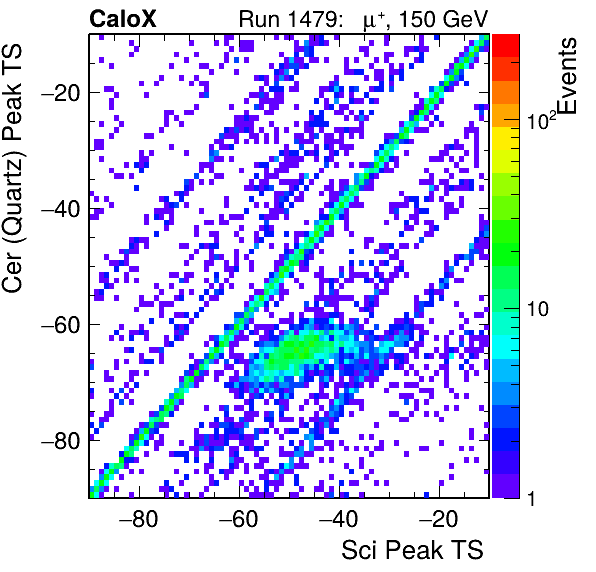 CaloX Run 1479: μ⁺, 150 GeV
Cer (Quartz) Peak TS
−20
−40
−60
−80
−80 −60 −40 −20
Sci Peak TS
Events
10²
10
1